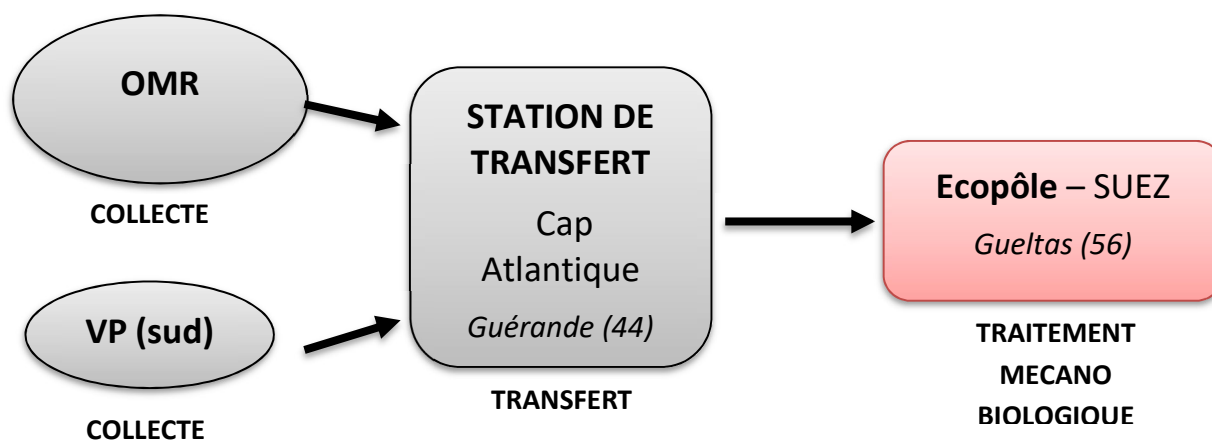 OMR
COLLECTE
VP (sud)
COLLECTE
STATION DE
TRANSFERT
Cap
Atlantique
Guérande (44)
TRANSFERT
Ecopôle – SUEZ
Gueltas (56)
TRAITEMENT
MECANO
BIOLOGIQUE